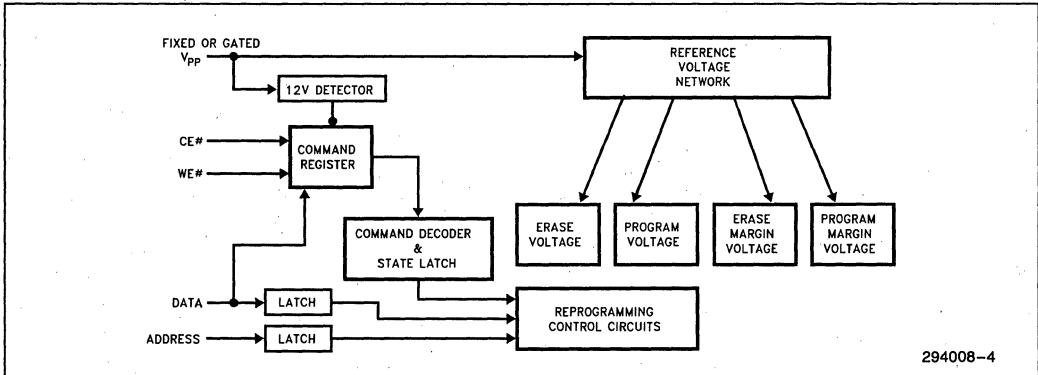 FIXED OR GATED
VPP
REFERENCE
VOLTAGE
NETWORK
12V DETECTOR
CE#
WE#
COMMAND
REGISTER
COMMAND DECODER
&
STATE LATCH
ERASE
VOLTAGE
PROGRAM
VOLTAGE
ERASE
MARGIN
VOLTAGE
PROGRAM
MARGIN
VOLTAGE
DATA
LATCH
ADDRESS
LATCH
REPROGRAMMING
CONTROL CIRCUITS
294008–4